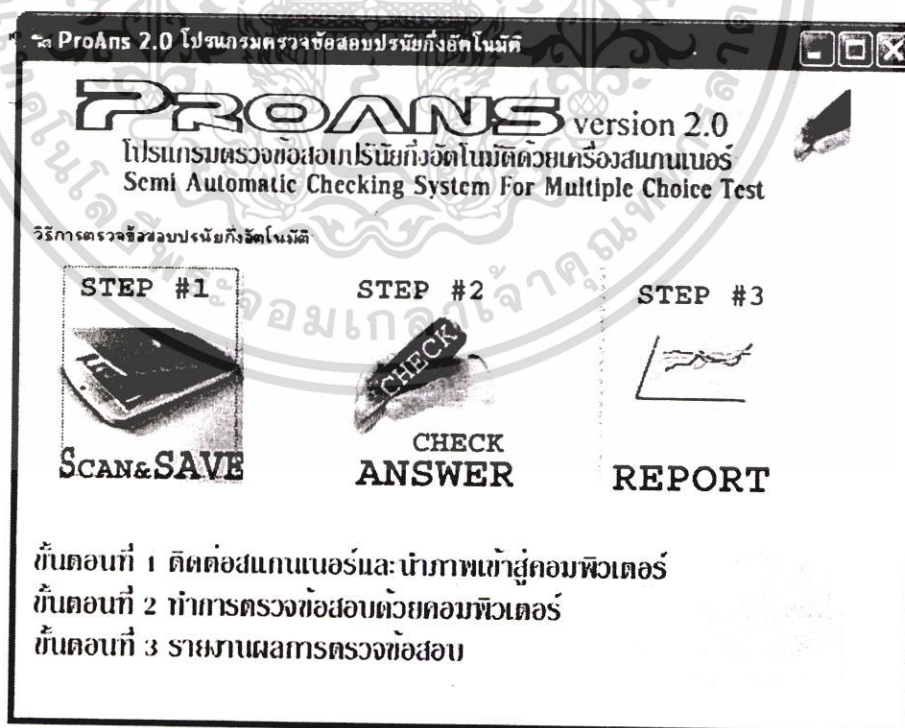 ProAns 2.0 โปรแกรมตรวจข้อสอบปรนัยกึ่งอัตโนมัติ
PROANS version 2.0
โปรแกรมตรวจข้อสอบปรนัยกึ่งอัตโนมัติด้วยเครื่องสแกนเนอร์
Semi Automatic Checking System For Multiple Choice Test
วิธีการตรวจข้อสอบปรนัยกึ่งอัตโนมัติ
STEP #1 STEP #2 STEP #3
CHECK
SCAN&SAVE CHECK ANSWER REPORT
ขั้นตอนที่ 1 ติดต่อสแกนเนอร์และนำภาพเข้าสู่คอมพิวเตอร์
ขั้นตอนที่ 2 ทำการตรวจข้อสอบด้วยคอมพิวเตอร์
ขั้นตอนที่ 3 รายงานผลการตรวจข้อสอบ